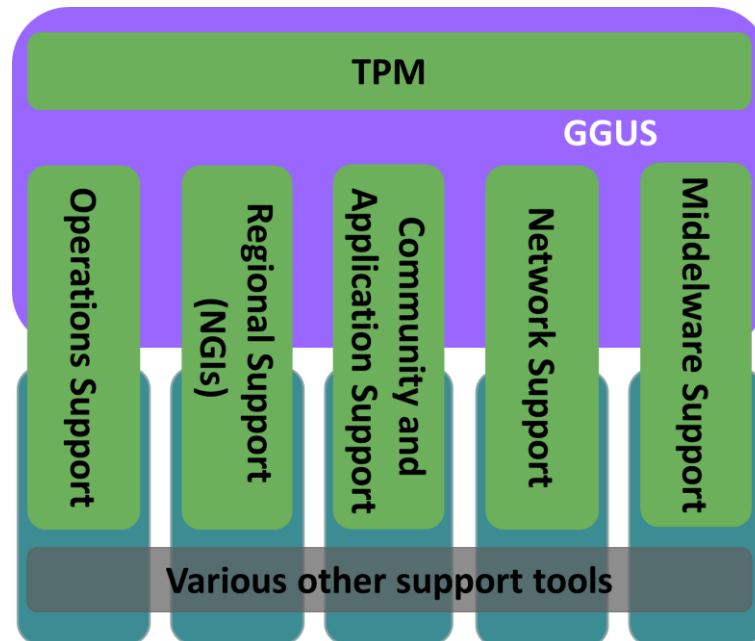 TPM
GGUS
Operations Support
Regional Support
(NGIs)
Community and
Application Support
Network Support
Middelware Support
Various other support tools